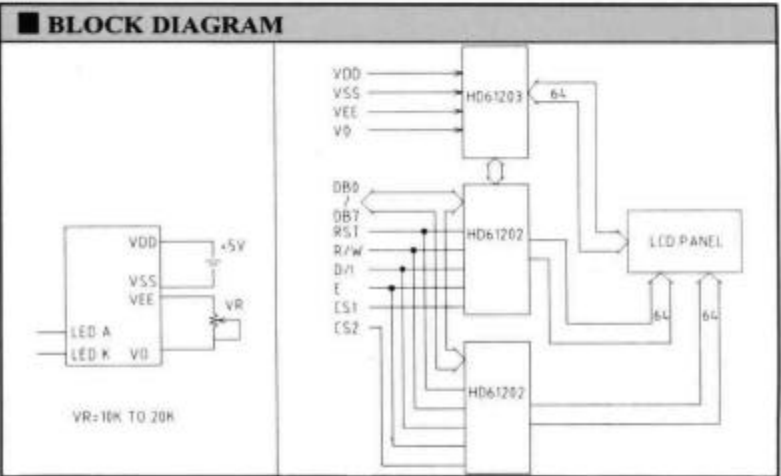 BLOCK DIAGRAM
VDD
+5V
VSS
VEE
VR
LED A
LED K
V0
VR=10K TO 20K
VDD
VSS
VEE
V0
HD61203
64
DB0
/
DB7
RST
R/W
D/I
E
CS1
CS2
HD61202
LCD PANEL
64
64
HD61202